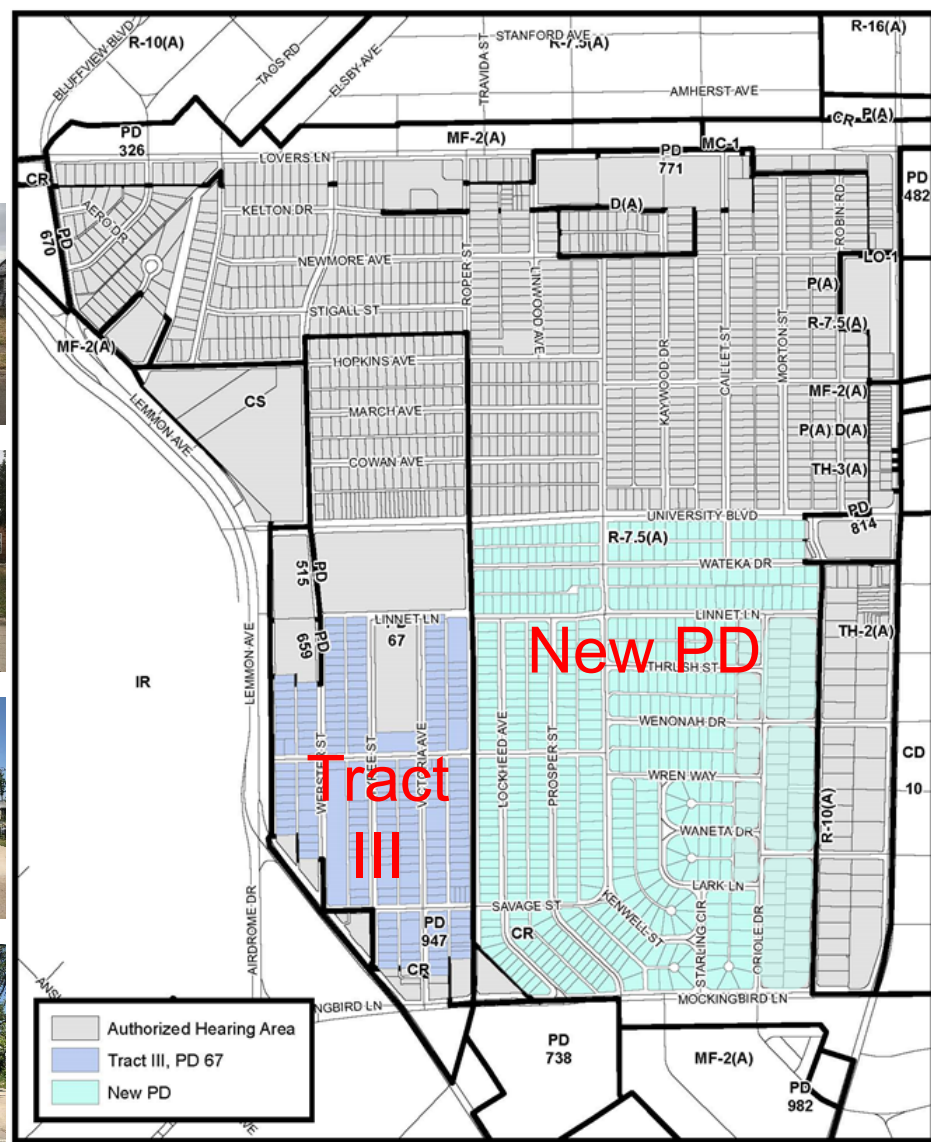 R-16(A)
STANFORD AVE
R-10(A)
R-7.5(A)
BLUFFVIEW BLVD
TAOS RD
ELSBY AVE
TRAVIDA ST
AMHERST AVE
CR P(A)
PD
326
MF-2(A)
MC-1
LOVERS LN
PD
771
CR
PD
482
AERO DR
KELTON DR
D(A)
ROBIN RD
PD
670
NEWMORE AVE
ROPER ST
LINWOOD AVE
LO-1
P(A)
STIGALL ST
R-7.5(A)
MF-2(A)
HOPKINS AVE
KAYWOOD DR
CAILLET ST
MORTON ST
MF-2(A)
LEMMON AVE
CS
MARCH AVE
P(A) D(A)
COWAN AVE
TH-3(A)
UNIVERSITY BLVD
PD
814
R-7.5(A)
PD
515
WATEKA DR
LINNET LN
LINNET LN
PD
659
67
TH-2(A)
New PD
THRUSH ST
IR
LEMMON AVE
WENONAH DR
LOCKHEED AVE
PROSPER ST
WEBSTER ST
VICTORIA AVE
CD
10
Tract
III
WREN WAY
R-10(A)
WANETA DR
LARK LN
AIRDROME DR
SAVAGE ST
KENWELL ST
STARLING CIR
ORIOLE DR
PD
947
CR
CR
NGBIRD LN
MOCKINGBIRD LN
Authorized Hearing Area
Tract III, PD 67
New PD
PD
738
MF-2(A)
PD
982